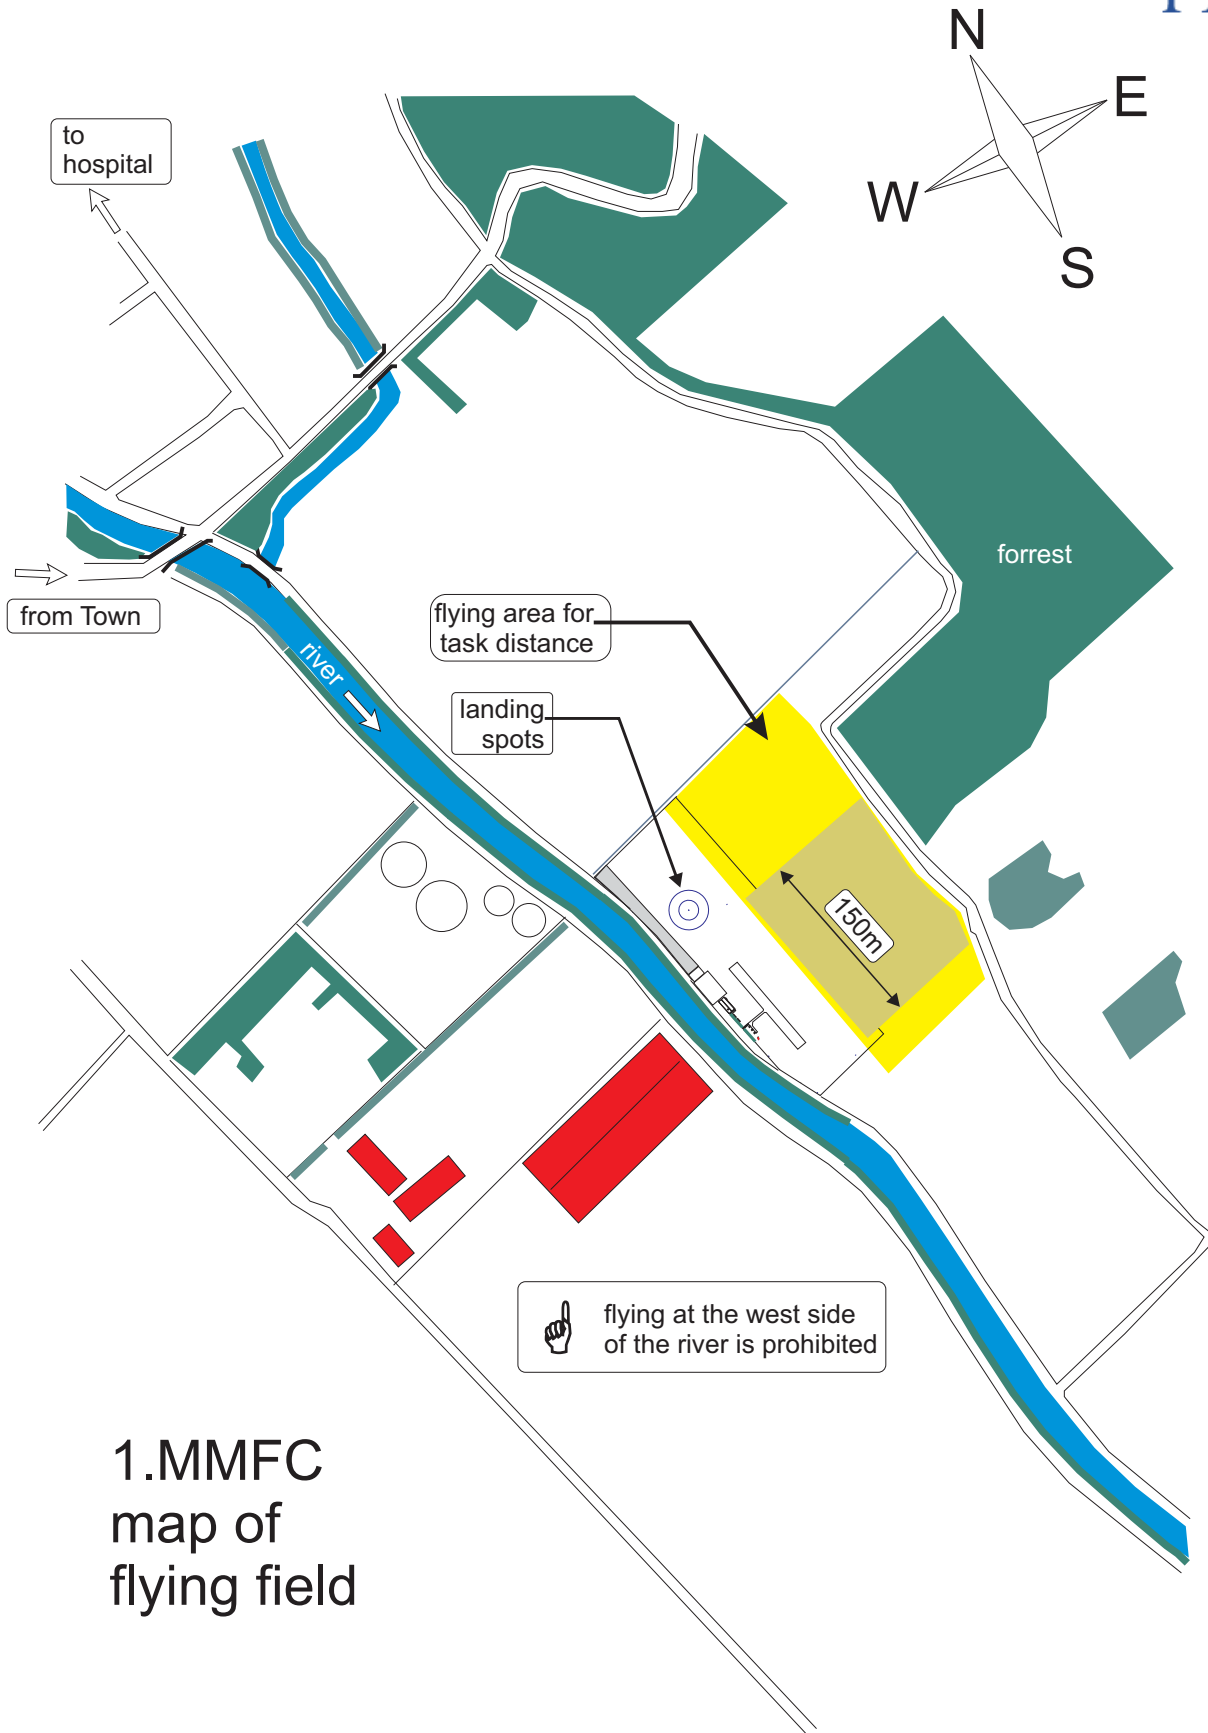 N
E
W
S
to
hospital
forrest
from Town
flying area for
task distance
river
landing
spots
150m
flying at the west side
of the river is prohibited
1.MMFC
map of
flying field